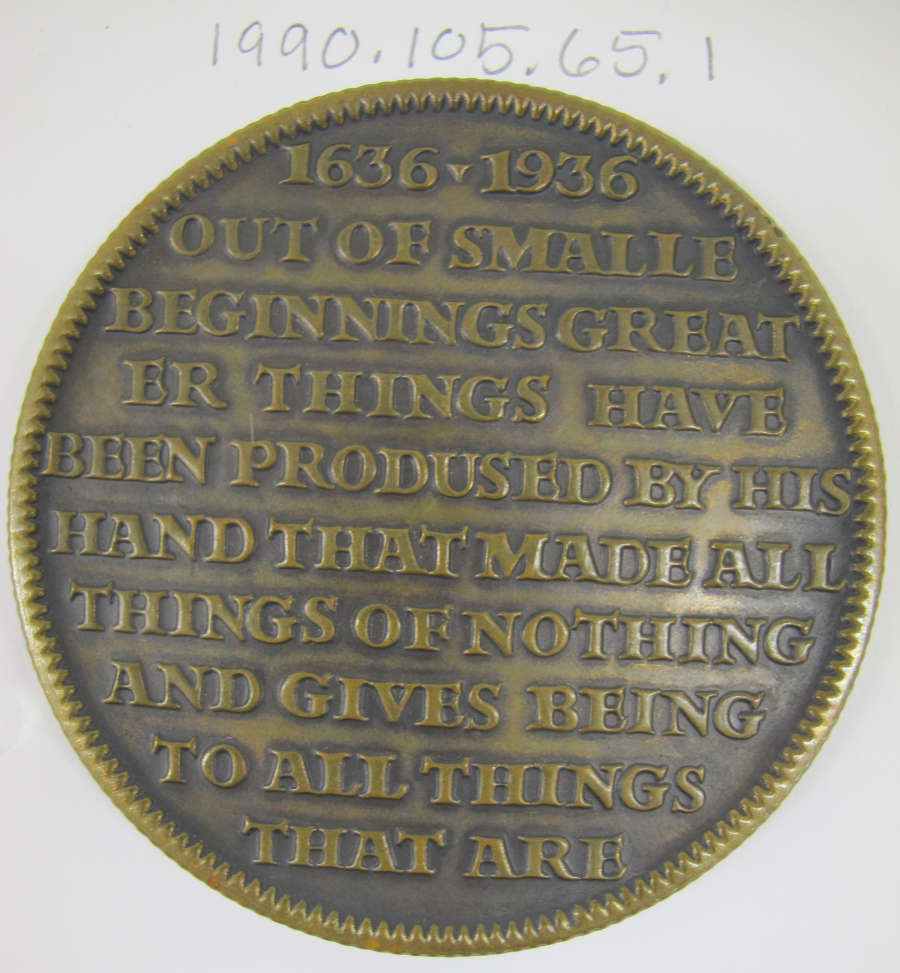 1990.105.65.1
1636 · 1936
OUT OF SMALLE
BEGINNINGS GREAT
ER THINGS HAVE
BEEN PRODUSED BY HIS
HAND THAT MADE ALL
THINGS OF NOTHING
AND GIVES BEING
TO ALL THINGS
THAT ARE